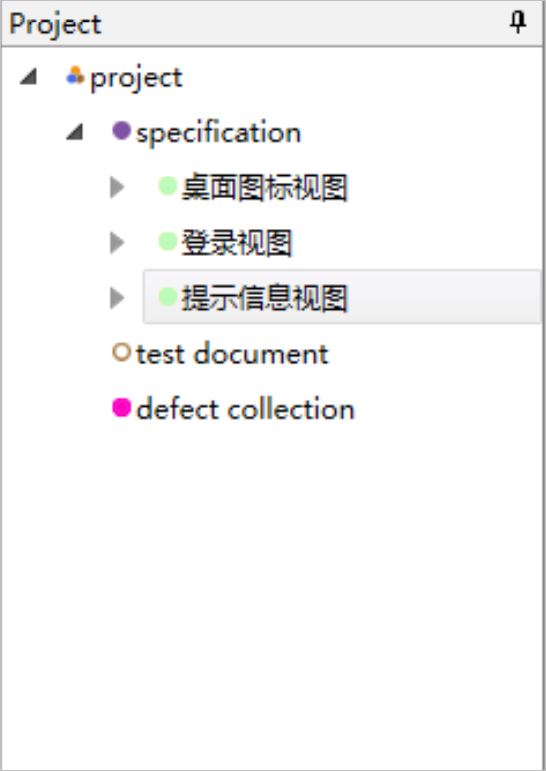 Project
project
specification
桌面图标视图
登录视图
提示信息视图
test document
defect collection